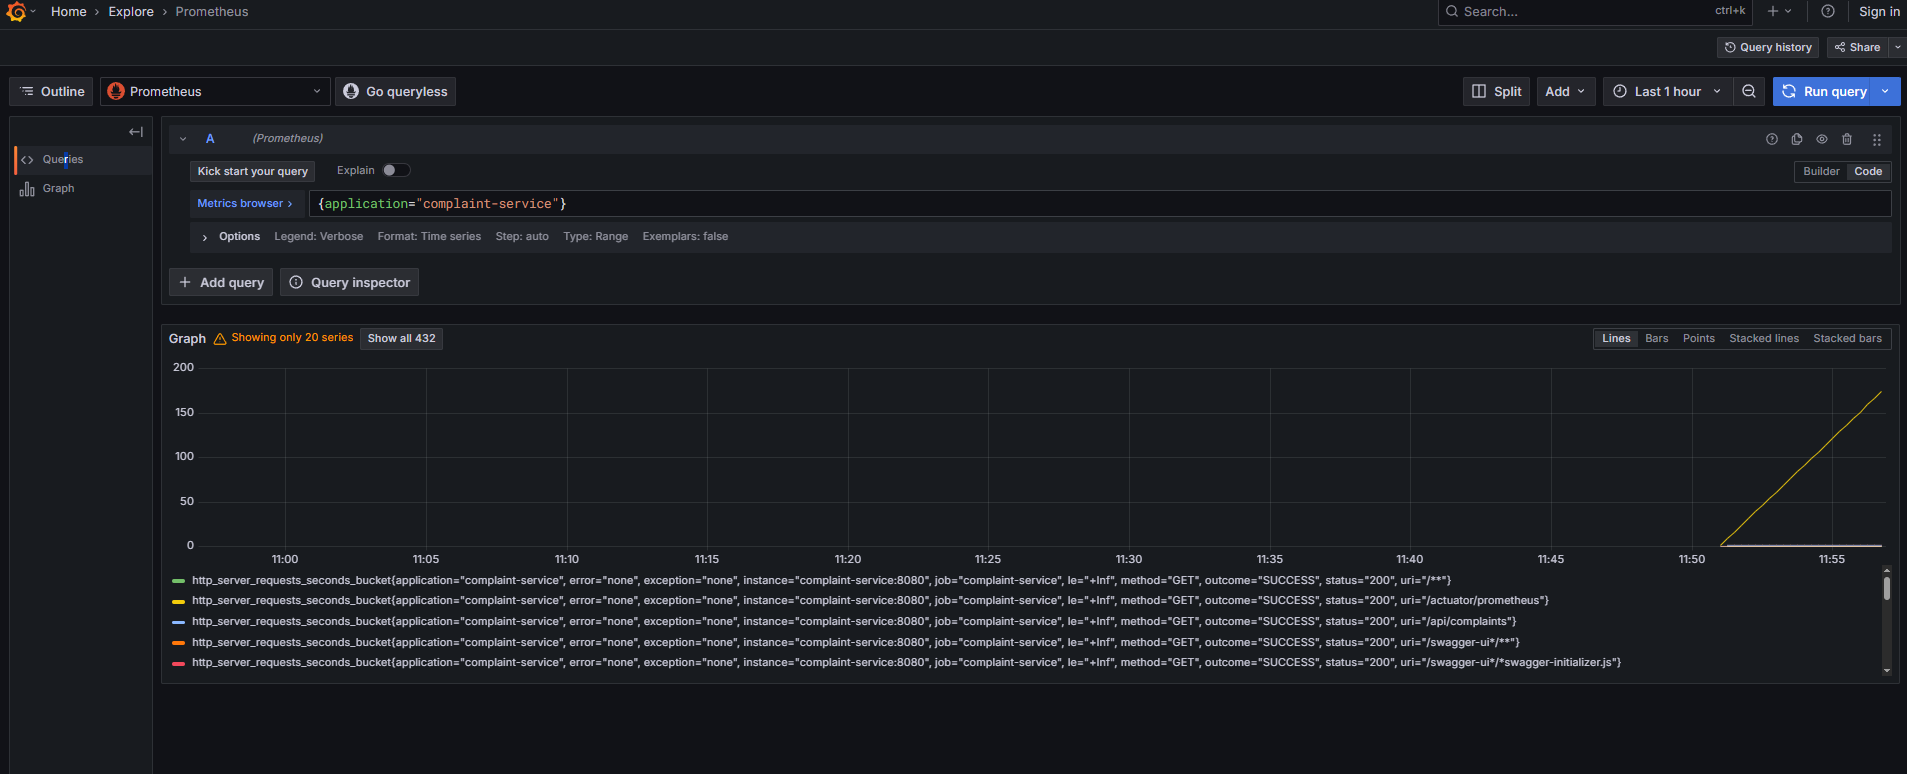 Home › Explore › Prometheus
Search... ctrl+k Sign in
Query history Share
Outline Prometheus Go queryless Split Add Last 1 hour Run query
A (Prometheus)
Queries
Kick start your query Explain Builder Code
Graph
Metrics browser › {application="complaint-service"}
› Options Legend: Verbose Format: Time series Step: auto Type: Range Exemplars: false
+ Add query Query inspector
Graph Showing only 20 series Show all 432 Lines Bars Points Stacked lines Stacked bars
200
150
100
50
0
11:00 11:05 11:10 11:15 11:20 11:25 11:30 11:35 11:40 11:45 11:50 11:55
http_server_requests_seconds_bucket{application="complaint-service", error="none", exception="none", instance="complaint-service:8080", job="complaint-service", le="+Inf", method="GET", outcome="SUCCESS", status="200", uri="/**"}
http_server_requests_seconds_bucket{application="complaint-service", error="none", exception="none", instance="complaint-service:8080", job="complaint-service", le="+Inf", method="GET", outcome="SUCCESS", status="200", uri="/actuator/prometheus"}
http_server_requests_seconds_bucket{application="complaint-service", error="none", exception="none", instance="complaint-service:8080", job="complaint-service", le="+Inf", method="GET", outcome="SUCCESS", status="200", uri="/api/complaints"}
http_server_requests_seconds_bucket{application="complaint-service", error="none", exception="none", instance="complaint-service:8080", job="complaint-service", le="+Inf", method="GET", outcome="SUCCESS", status="200", uri="/swagger-ui*/**"}
http_server_requests_seconds_bucket{application="complaint-service", error="none", exception="none", instance="complaint-service:8080", job="complaint-service", le="+Inf", method="GET", outcome="SUCCESS", status="200", uri="/swagger-ui*/*swagger-initializer.js"}